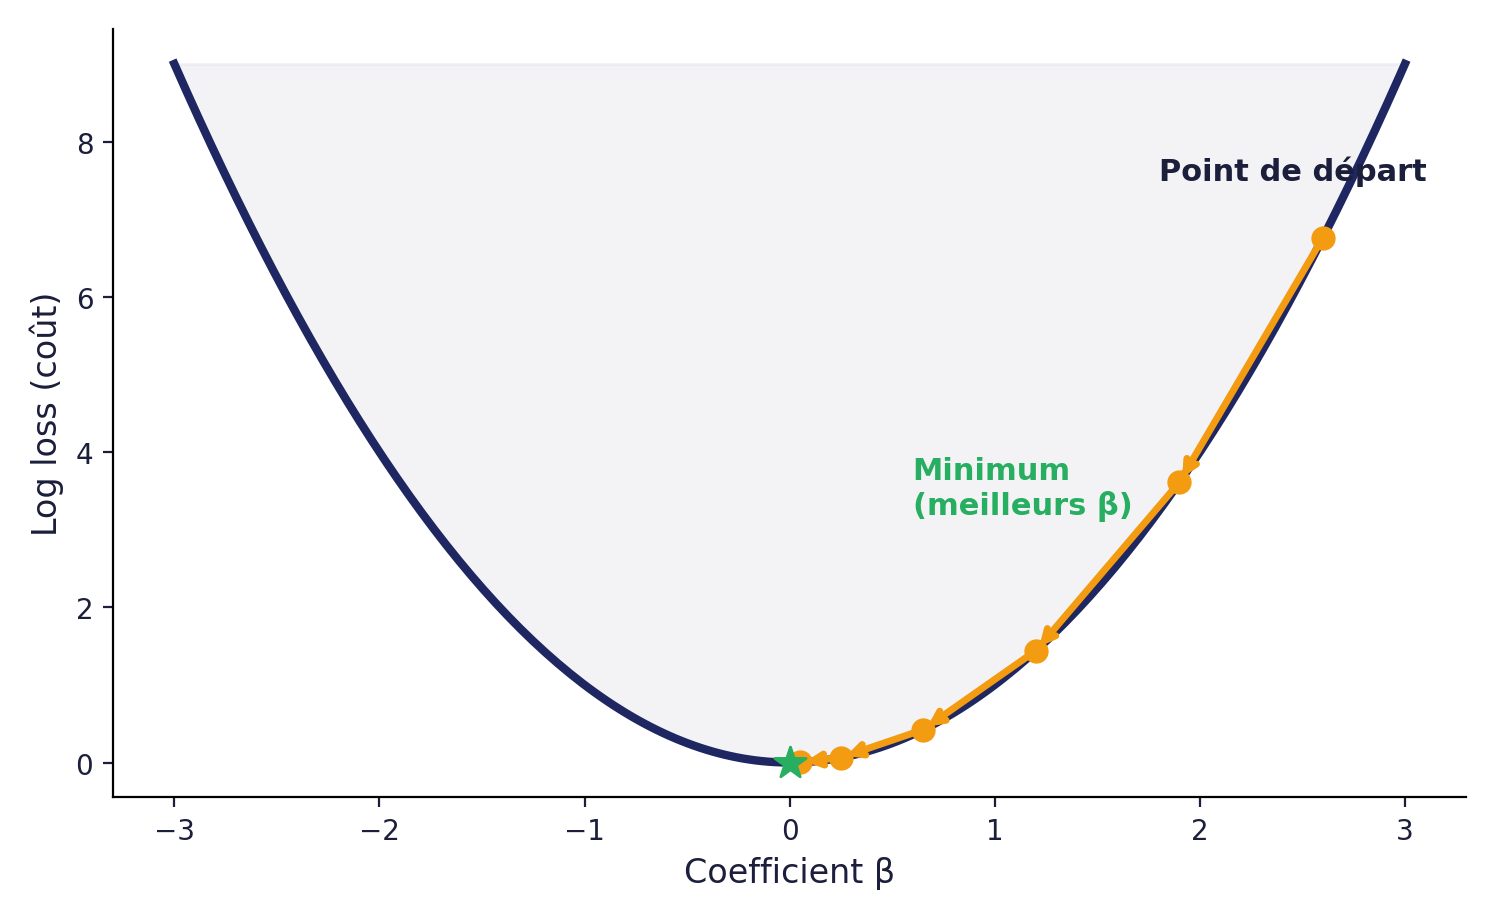 8
6
4
2
0
Log loss (coût)
Point de départ
Minimum
(meilleurs β)
−3
−2
−1
0
1
2
3
Coefficient β